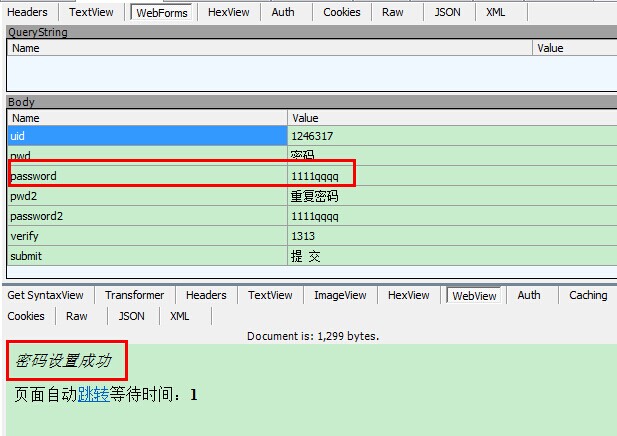 Headers TextView WebForms HexView Auth Cookies Raw JSON XML
QueryString
Name Value
Body
Name Value
uid 1246317
pwd 密码
password 1111qqqq
pwd2 重复密码
password2 1111qqqq
verify 1313
submit 提 交
Get SyntaxView Transformer Headers TextView ImageView HexView WebView Auth Caching
Cookies Raw JSON XML
Document is: 1,299 bytes.
密码设置成功
页面自动跳转等待时间：1